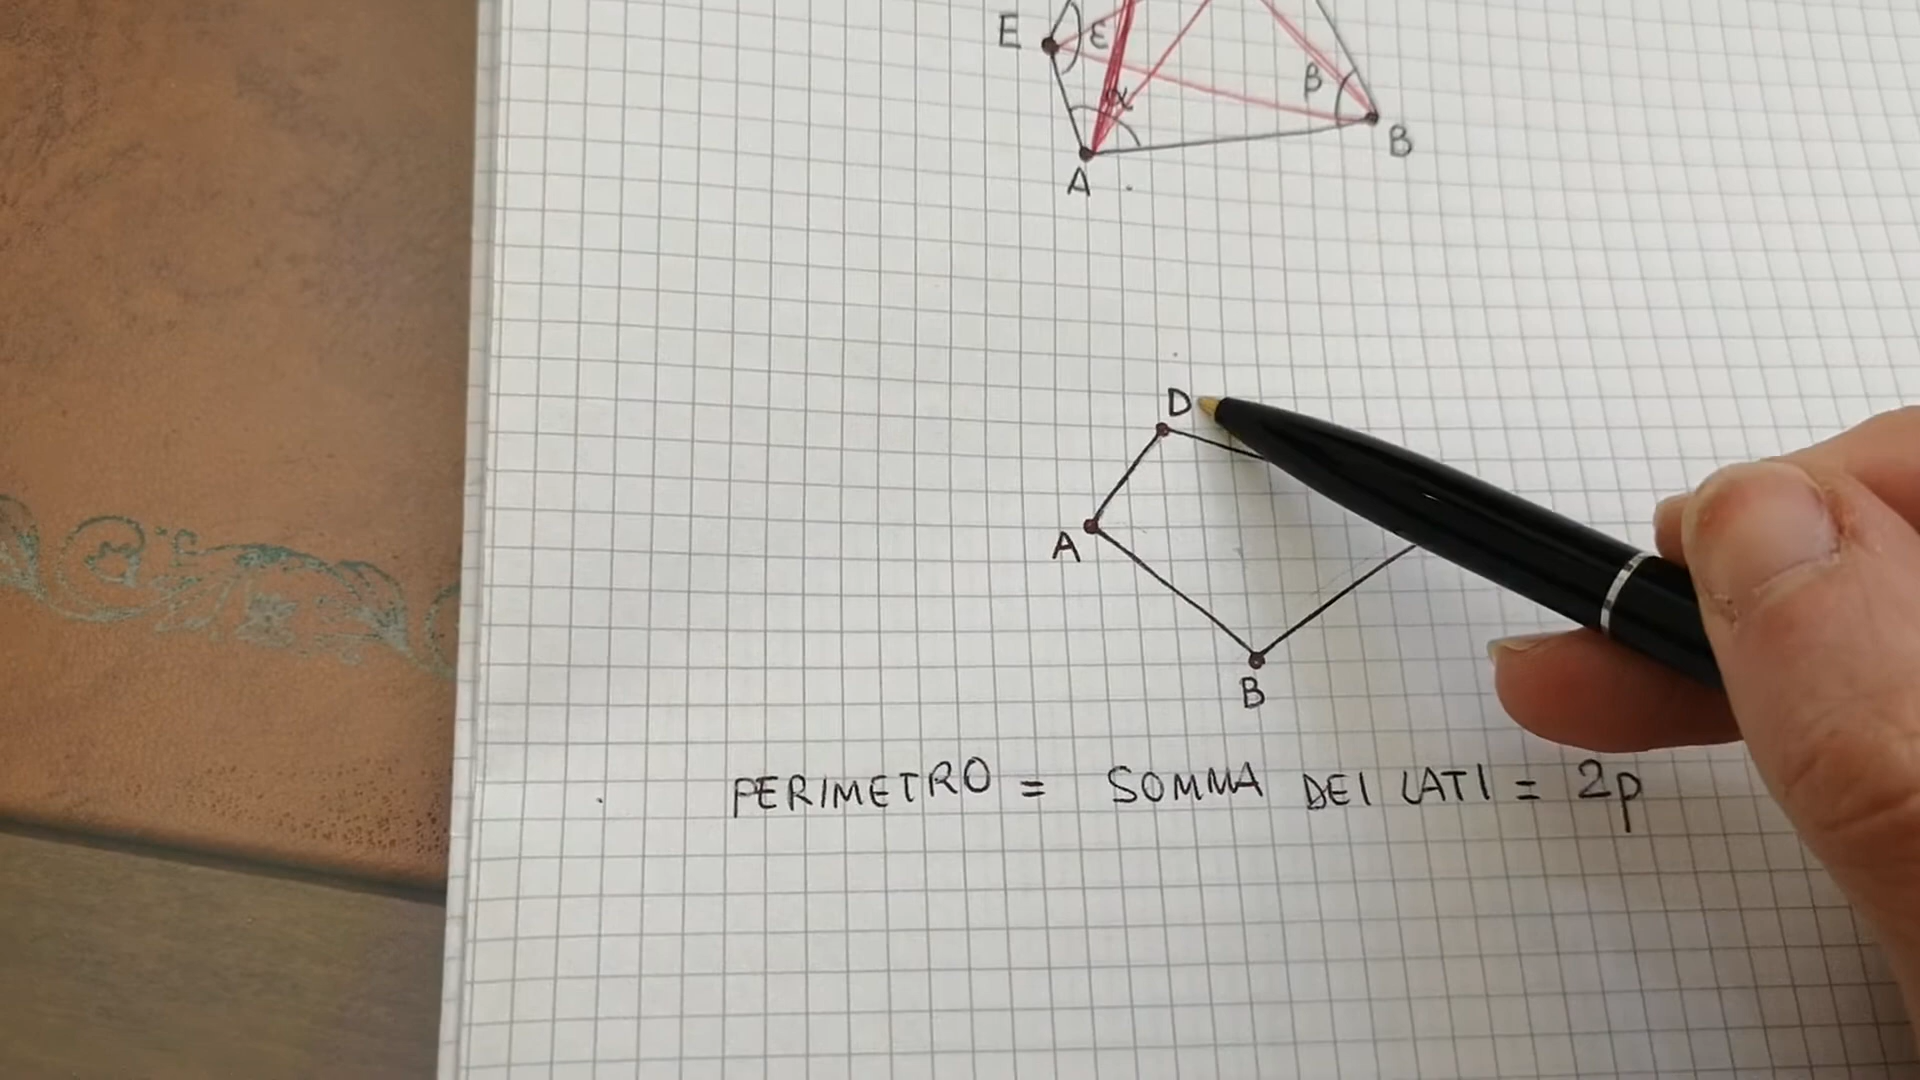 E ε
α
β
A
B
D
A
B
PERIMETRO = SOMMA DEI LATI = 2p